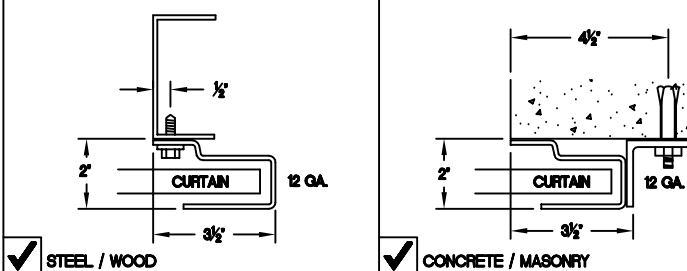 ½"
2"
CURTAIN
12 GA.
3½"
STEEL / WOOD
4½"
2"
CURTAIN
12 GA.
3½"
CONCRETE / MASONRY